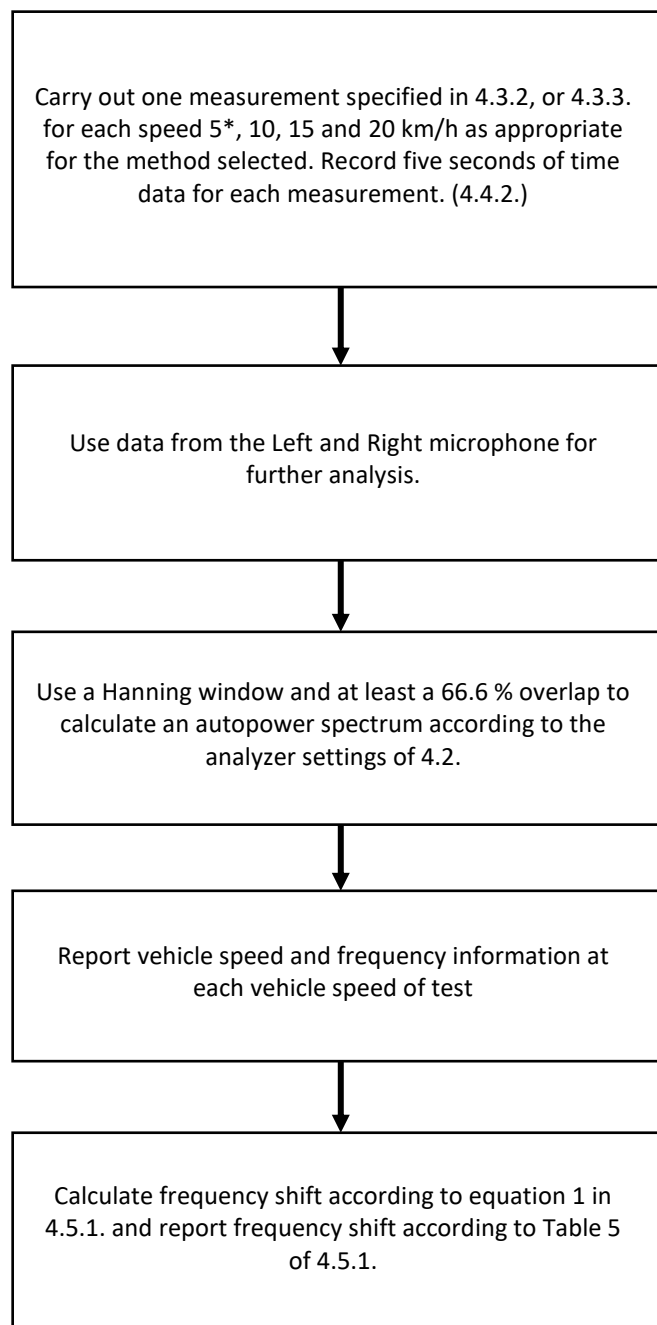 Carry out one measurement specified in 4.3.2, or 4.3.3.
for each speed 5*, 10, 15 and 20 km/h as appropriate
for the method selected. Record five seconds of time
data for each measurement. (4.4.2.)
Use data from the Left and Right microphone for
further analysis.
Use a Hanning window and at least a 66.6 % overlap to
calculate an autopower spectrum according to the
analyzer settings of 4.2.
Report vehicle speed and frequency information at
each vehicle speed of test
Calculate frequency shift according to equation 1 in
4.5.1. and report frequency shift according to Table 5
of 4.5.1.